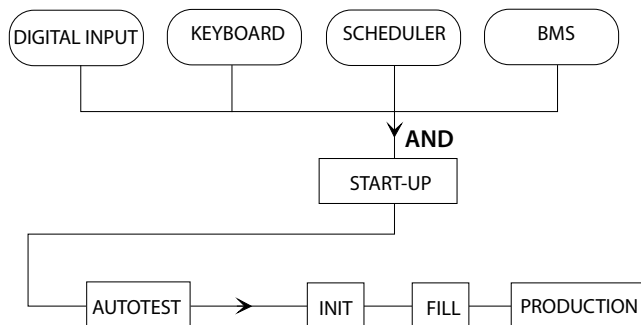 DIGITAL INPUT
KEYBOARD
SCHEDULER
BMS
AND
START-UP
AUTOTEST
INIT
FILL
PRODUCTION